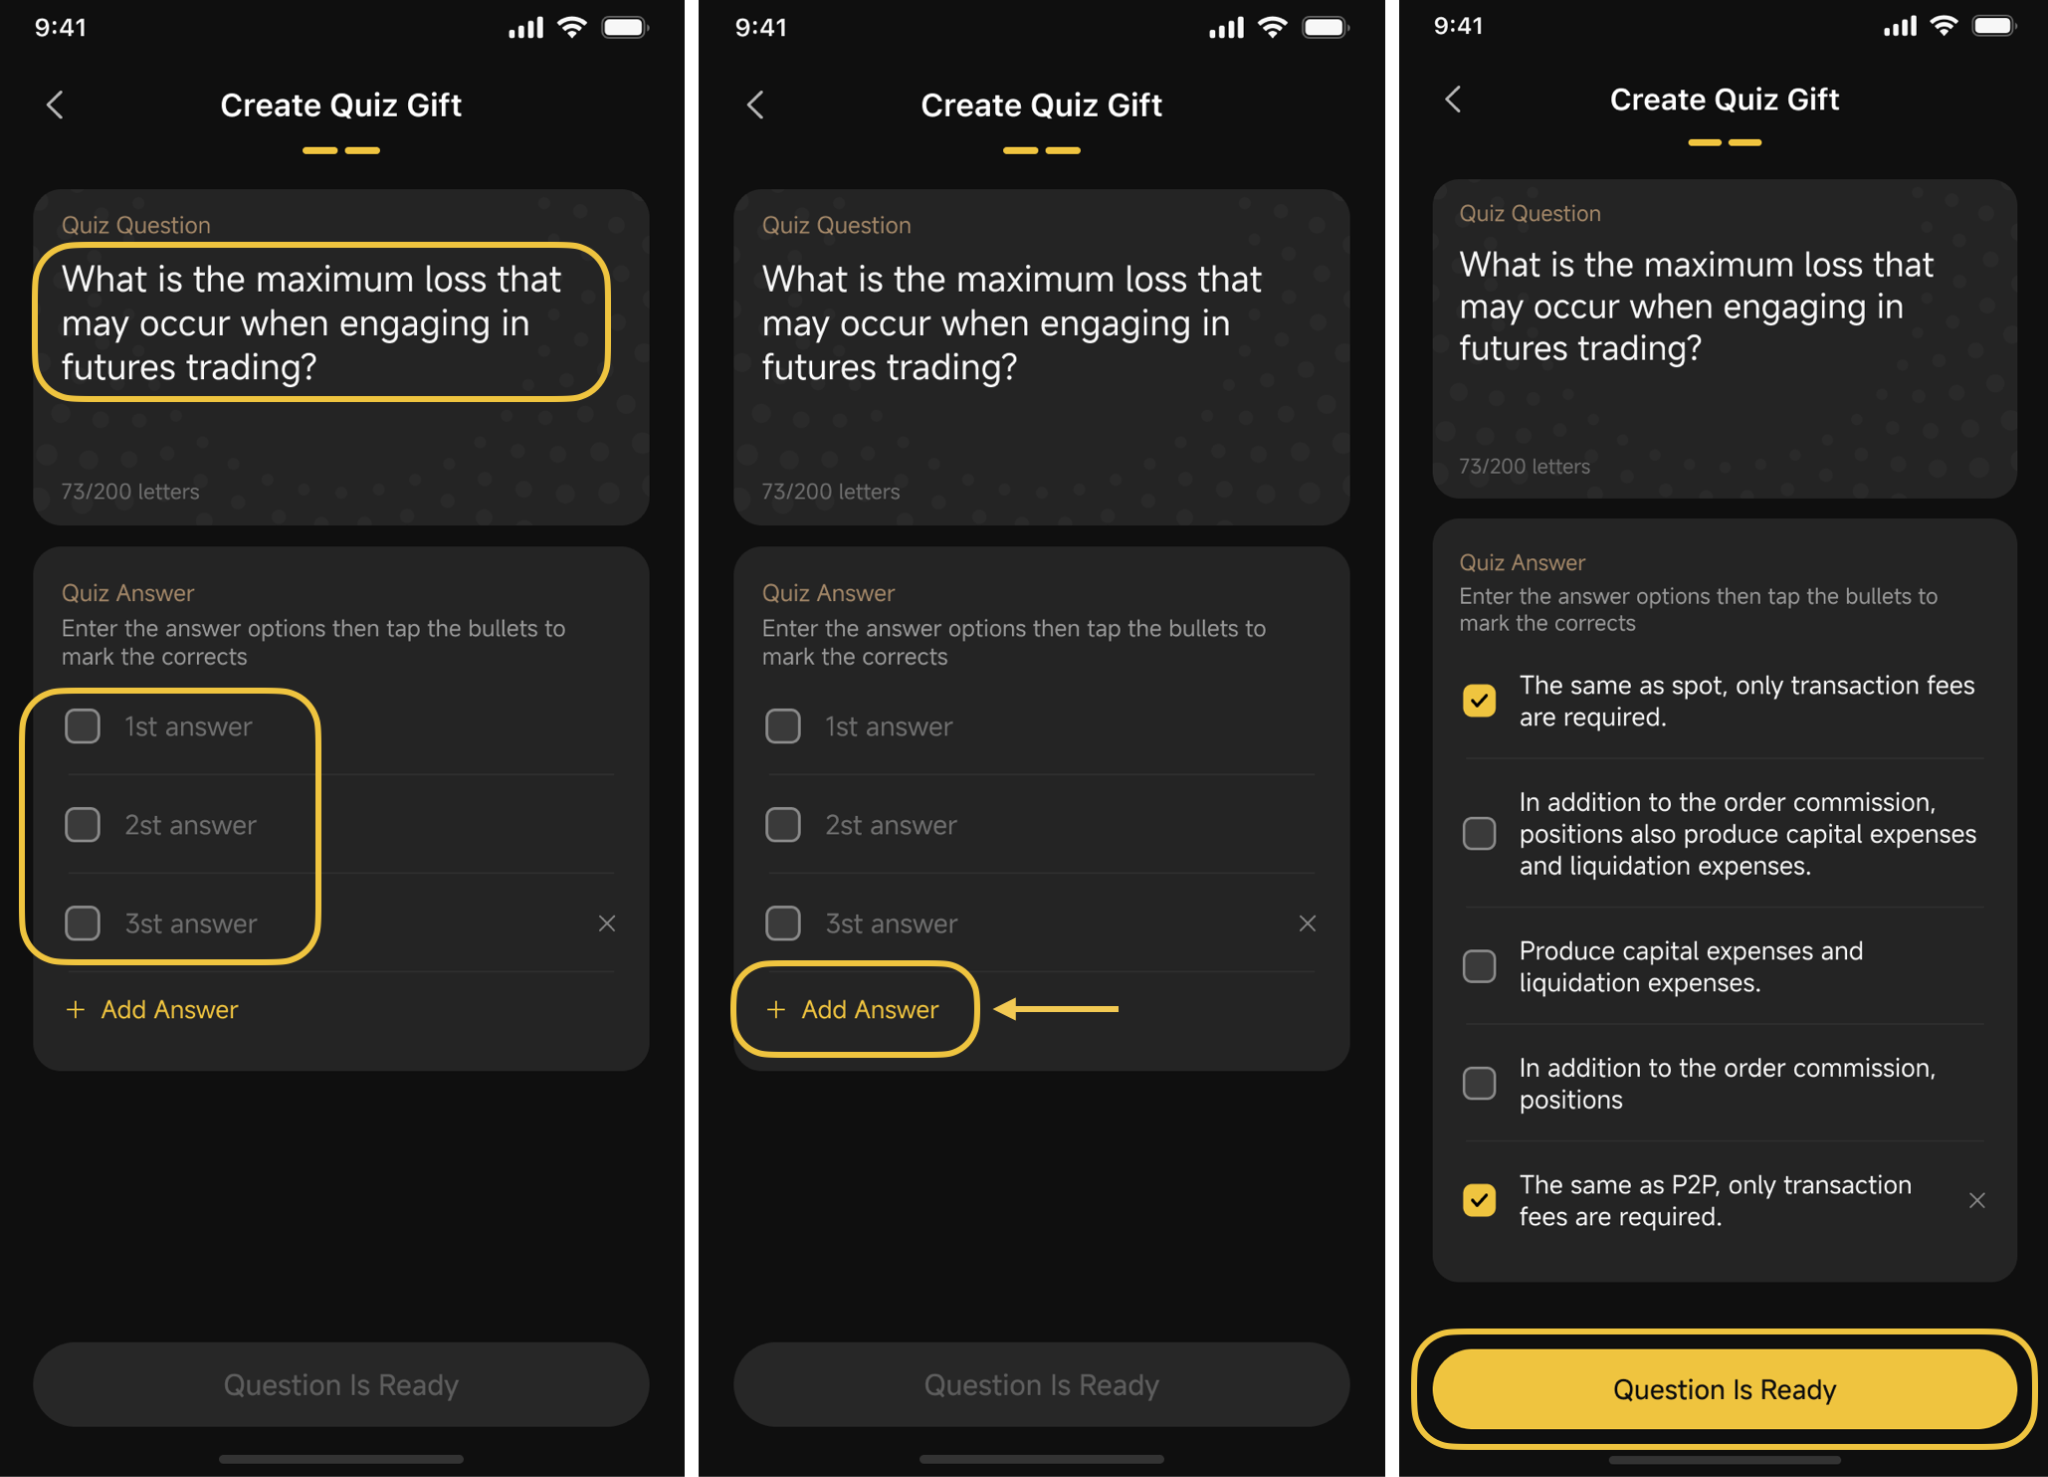 9:41
Create Quiz Gift
Quiz Question
What is the maximum loss that
may occur when engaging in
futures trading?
73/200 letters
Quiz Answer
Enter the answer options then tap the bullets to
mark the corrects
1st answer
2st answer
3st answer
+ Add Answer
Question Is Ready
9:41
Create Quiz Gift
Quiz Question
What is the maximum loss that
may occur when engaging in
futures trading?
73/200 letters
Quiz Answer
Enter the answer options then tap the bullets to
mark the corrects
1st answer
2st answer
3st answer
+ Add Answer
Question Is Ready
9:41
Create Quiz Gift
Quiz Question
What is the maximum loss that
may occur when engaging in
futures trading?
73/200 letters
Quiz Answer
Enter the answer options then tap the bullets to
mark the corrects
The same as spot, only transaction fees
are required.
In addition to the order commission,
positions also produce capital expenses
and liquidation expenses.
Produce capital expenses and
liquidation expenses.
In addition to the order commission,
positions
The same as P2P, only transaction
fees are required.
Question Is Ready